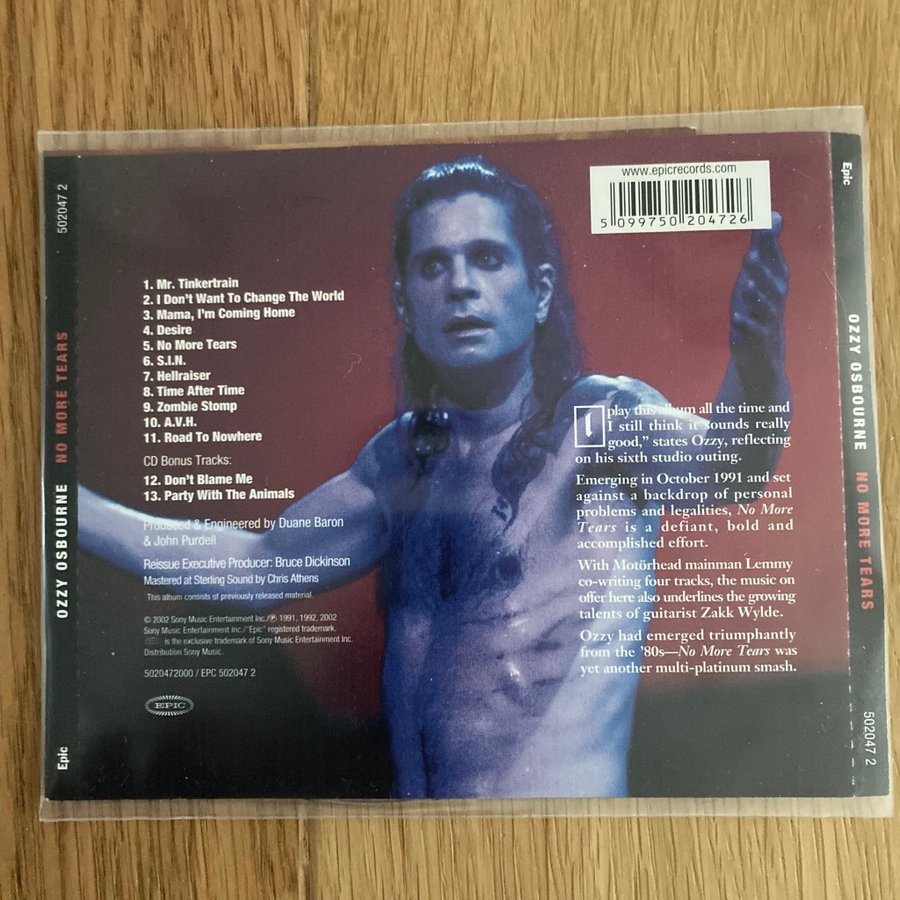 502047 2
OZZY OSBOURNE NO MORE TEARS
Epic
1. Mr. Tinkertrain
2. I Don't Want To Change The World
3. Mama, I'm Coming Home
4. Desire
5. No More Tears
6. S.I.N.
7. Hellraiser
8. Time After Time
9. Zombie Stomp
10. A.V.H.
11. Road To Nowhere
CD Bonus Tracks:
12. Don't Blame Me
13. Party With The Animals
Produced & Engineered by Duane Baron
& John Purdell
Reissue Executive Producer: Bruce Dickinson
Mastered at Sterling Sound by Chris Athens
This album consists of previously released material.
© 2002 Sony Music Entertainment Inc./℗ 1991, 1992, 2002
Sony Music Entertainment Inc./"Epic" registered trademark.
is the exclusive trademark of Sony Music Entertainment Inc.
Distribution Sony Music.
5020472000 / EPC 502047 2
EPIC
www.epicrecords.com
5 099750 204726
I play this album all the time and
I still think it sounds really
good," states Ozzy, reflecting
on his sixth studio outing.
Emerging in October 1991 and set
against a backdrop of personal
problems and legalities, No More
Tears is a defiant, bold and
accomplished effort.
With Motörhead mainman Lemmy
co-writing four tracks, the music on
offer here also underlines the growing
talents of guitarist Zakk Wylde.
Ozzy had emerged triumphantly
from the '80s—No More Tears was
yet another multi-platinum smash.
Epic
OZZY OSBOURNE NO MORE TEARS
502047 2